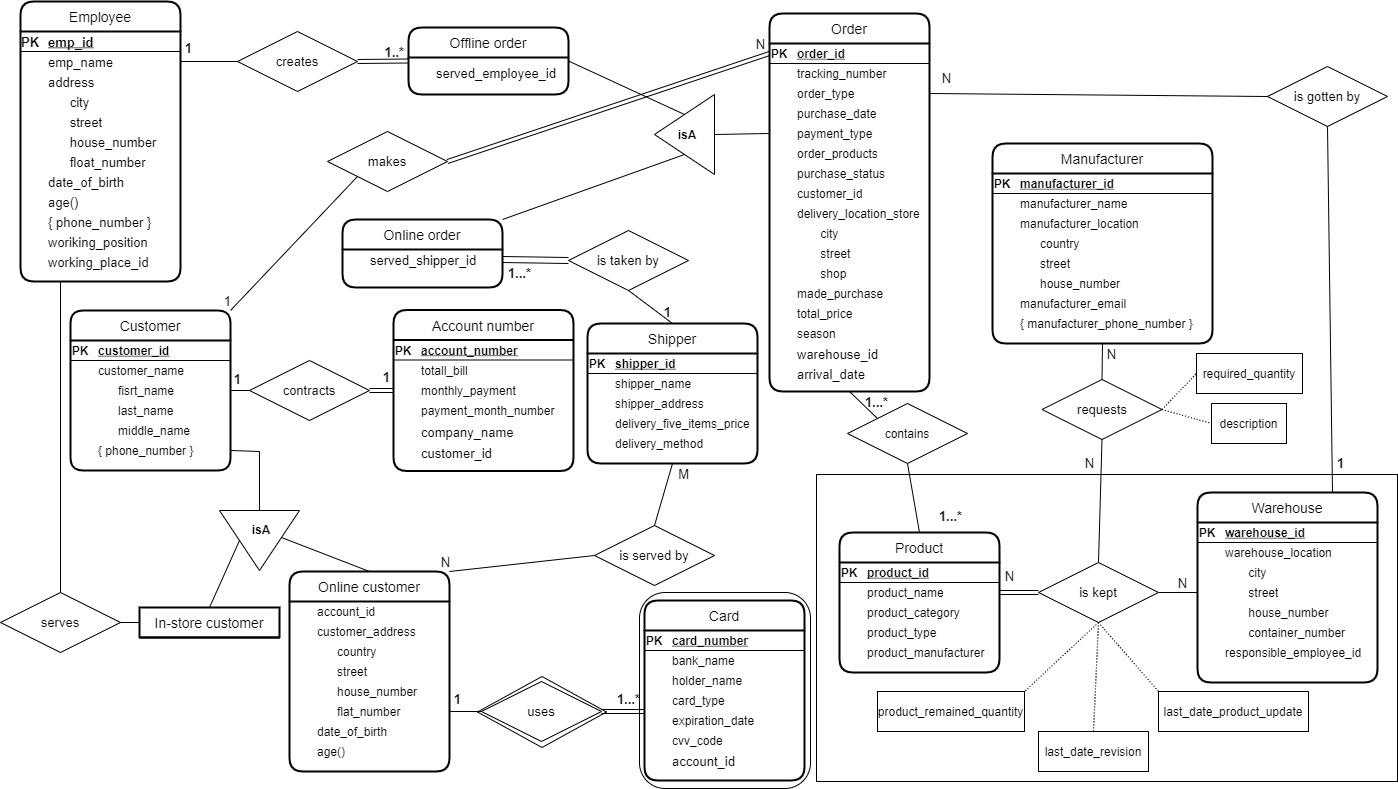 Employee
PK emp_id
emp_name
address
city
street
house_number
float_number
date_of_birth
age()
{ phone_number }
woriking_position
working_place_id
1
creates
1..*
Offline order
served_employee_id
isA
Order
PK order_id
tracking_number
order_type
purchase_date
payment_type
order_products
purchase_status
customer_id
delivery_location_store
city
street
shop
made_purchase
total_price
season
warehouse_id
arrival_date
N
makes
1
N
is gotten by
1
Manufacturer
PK manufacturer_id
manufacturer_name
manufacturer_location
country
street
house_number
manufacturer_email
{ manufacturer_phone_number }
Online order
served_shipper_id
1...*
is taken by
1
Customer
PK customer_id
customer_name
fisrt_name
last_name
middle_name
{ phone_number }
1
contracts
1
Account number
PK account_number
totall_bill
monthly_payment
payment_month_number
company_name
customer_id
Shipper
PK shipper_id
shipper_name
shipper_address
delivery_five_items_price
delivery_method
M
is served by
N
1...*
contains
1...*
N
requests
N
required_quantity
description
isA
serves
In-store customer
Online customer
account_id
customer_address
country
street
house_number
flat_number
date_of_birth
age()
1
uses
1...*
Card
PK card_number
bank_name
holder_name
card_type
expiration_date
cvv_code
account_id
Product
PK product_id
product_name
product_category
product_type
product_manufacturer
N
is kept
N
Warehouse
PK warehouse_id
warehouse_location
city
street
house_number
container_number
responsible_employee_id
product_remained_quantity
last_date_revision
last_date_product_update